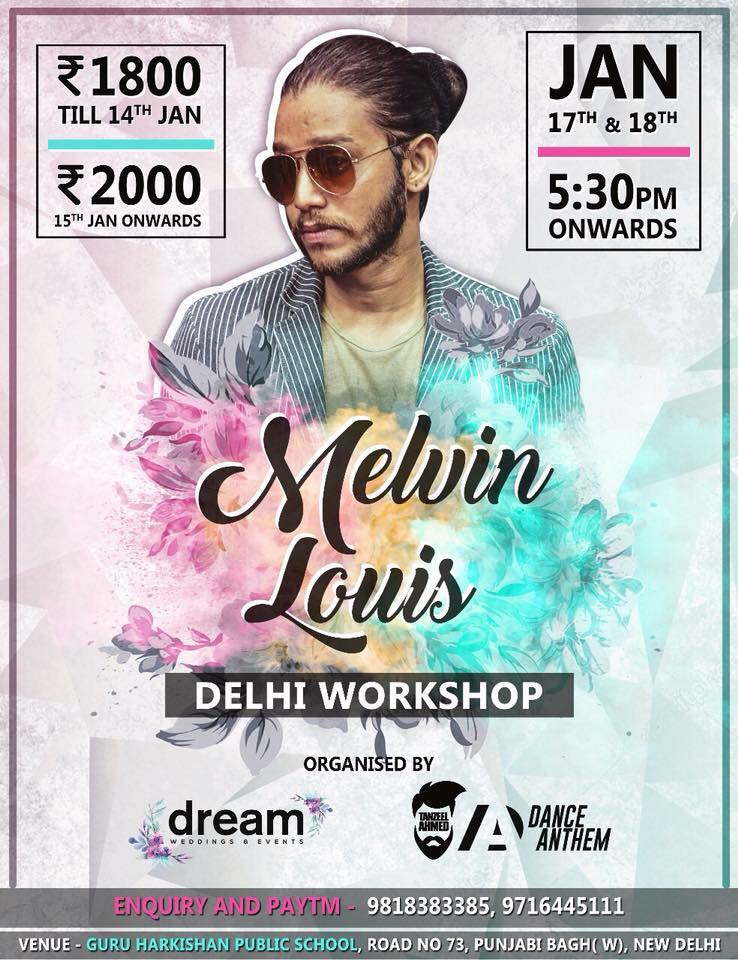 ₹1800
TILL 14TH JAN
₹2000
15TH JAN ONWARDS
JAN
17TH & 18TH
5:30PM
ONWARDS
Melvin
Louis
DELHI WORKSHOP
ORGANISED BY
dream
WEDDINGS & EVENTS
TANZEEL
AHMED
DANCE
ANTHEM
ENQUIRY AND PAYTM - 9818383385, 9716445111
VENUE - GURU HARKISHAN PUBLIC SCHOOL, ROAD NO 73, PUNJABI BAGH( W), NEW DELHI